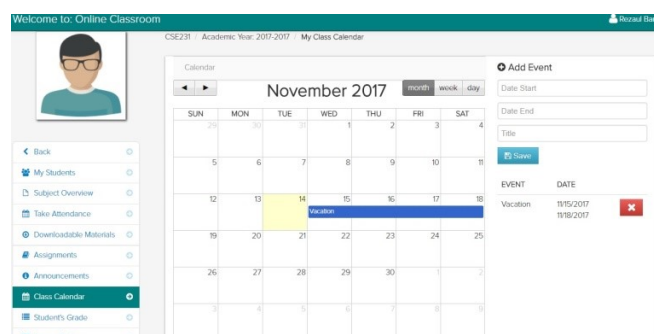 Welcome to: Online Classroom
Rezaul Bar
CSE231 / Academic Year: 2017-2017 / My Class Calendar
Back
My Students
Subject Overview
Take Attendance
Downloadable Materials
Assignments
Announcements
Class Calendar
Student's Grade
Calendar
November 2017
month week day
SUN MON TUE WED THU FRI SAT
29 30 31 1 2 3 4
5 6 7 8 9 10 11
12 13 14 15 16 17 18
Vacation
19 20 21 22 23 24 25
26 27 28 29 30 1 2
3 4 5 6 7 8 9
Add Event
Date Start
Date End
Title
Save
EVENT DATE
Vacation 11/15/2017
11/18/2017